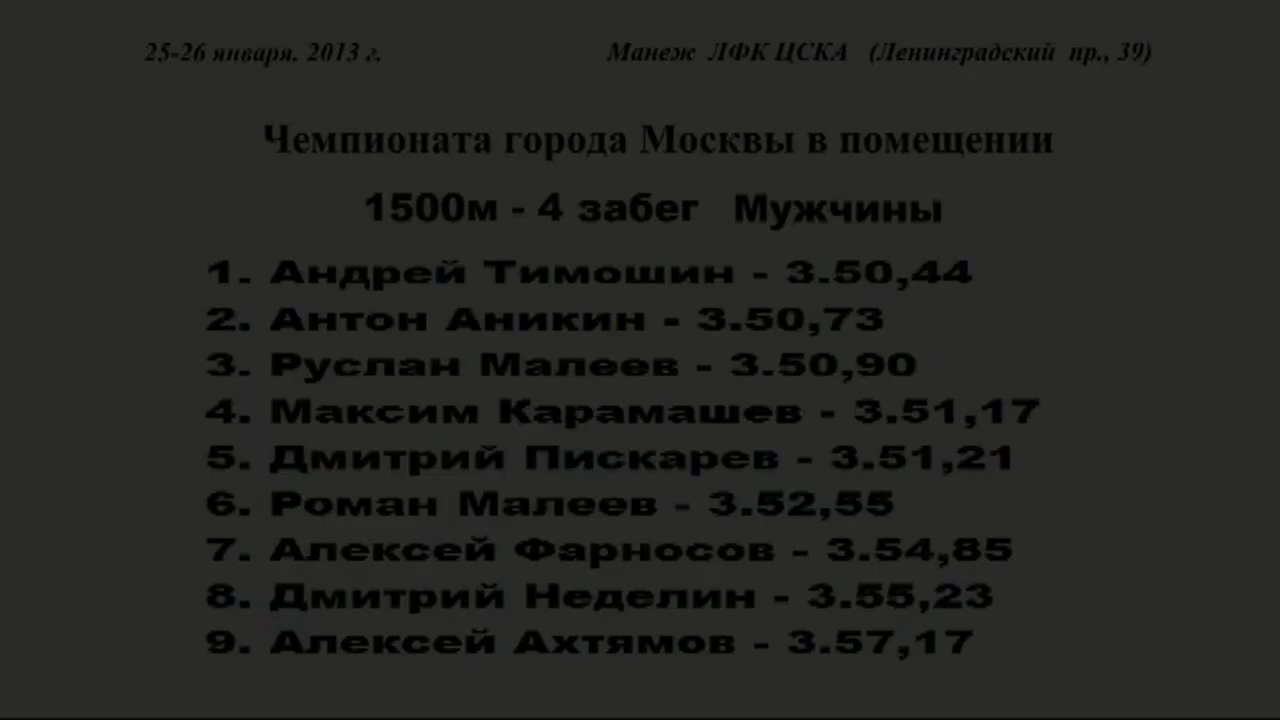 25-26 января. 2013 г. Манеж ЛФК ЦСКА (Ленинградский пр., 39)
Чемпионата города Москвы в помещении
1500м - 4 забег Мужчины
1. Андрей Тимошин - 3.50,44
2. Антон Аникин - 3.50,73
3. Руслан Малеев - 3.50,90
4. Максим Карамашев - 3.51,17
5. Дмитрий Пискарев - 3.51,21
6. Роман Малеев - 3.52,55
7. Алексей Фарносов - 3.54,85
8. Дмитрий Неделин - 3.55,23
9. Алексей Ахтямов - 3.57,17